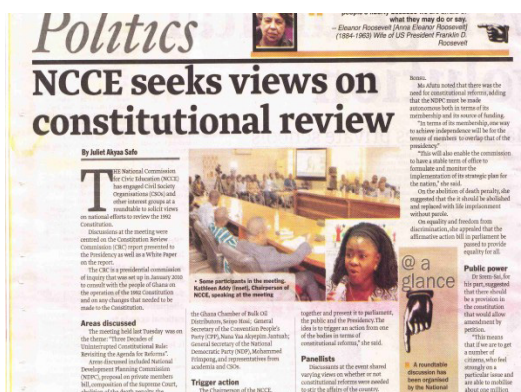 Politics
what they may do or say.
— Eleanor Roosevelt [Anna Eleanor Roosevelt]
(1884-1963) Wife of US President Franklin D.
Roosevelt
NCCE seeks views on
constitutional review
By Juliet Akyaa Safo
THE National Commission
for Civic Education (NCCE)
has engaged Civil Society
Organisations (CSOs) and
other interest groups at a
roundtable to solicit views
on national efforts to review the 1992
Constitution.
Discussions at the meeting were
centred on the Constitution Review
Commission (CRC) report presented to
the Presidency as well as a White Paper
on the report.
The CRC is a presidential commission
of inquiry that was set up in January 2010
to consult with the people of Ghana on
the operation of the 1992 Constitution
and on any changes that needed to be
made to the Constitution.
Areas discussed
The meeting held last Tuesday was on
the theme: "Three Decades of
Uninterrupted Constitutional Rule:
Revisiting the Agenda for Reforms".
Areas discussed included National
Development Planning Commission
(NDPC), proposal on private members
bill, composition of the Supreme Court,
• Some participants in the meeting.
Kathleen Addy (inset), Chairperson of
NCCE, speaking at the meeting
the Ghana Chamber of Bulk Oil
Distributors, Senyo Hosi; General
Secretary of the Convention People's
Party (CPP), Nana Yaa Akyempim Jantuah;
General Secretary of the National
Democratic Party (NDP), Mohammed
Frimpong, and representatives from
academia and CSOs.
Trigger action
The Chairperson of the NCCE,
together and present it to parliament,
the public and the Presidency. The
idea is to trigger an action from one
of the bodies in terms of
constitutional reforms," she said.
Panellists
Discussants at the event shared
varied views on whether or not
constitutional reforms were needed
to stir the affairs of the country.
Ms Ahita noted that there was the
need for constitutional reforms, adding
that the NDPC must be made
autonomous both in terms of its
membership and its source of funding.
"In terms of its membership, one way
to achieve independence will be for the
tenure of members to overlap that of the
presidency."
"This will also enable the commission
to have a stable term of office to
formulate and monitor the
implementation of its strategic plan for
the nation," she said.
On the abolition of death penalty, she
suggested that the it should be abolished
and replaced with life imprisonment
without parole.
On equality and freedom from
discrimination, she appealed that the
affirmative action bill in parliament be
passed to provide
equality for all.
Public power
his part, suggested
that there should
be a provision in
the constitution
that would allow
amendment by
petition.
"This means
that if we are to get
a number of
citizens, who feel
strongly on a
particular issue and
are able to mobilise
about one million
@ a
glance
A roundtable
discussion has
been organised
by the National